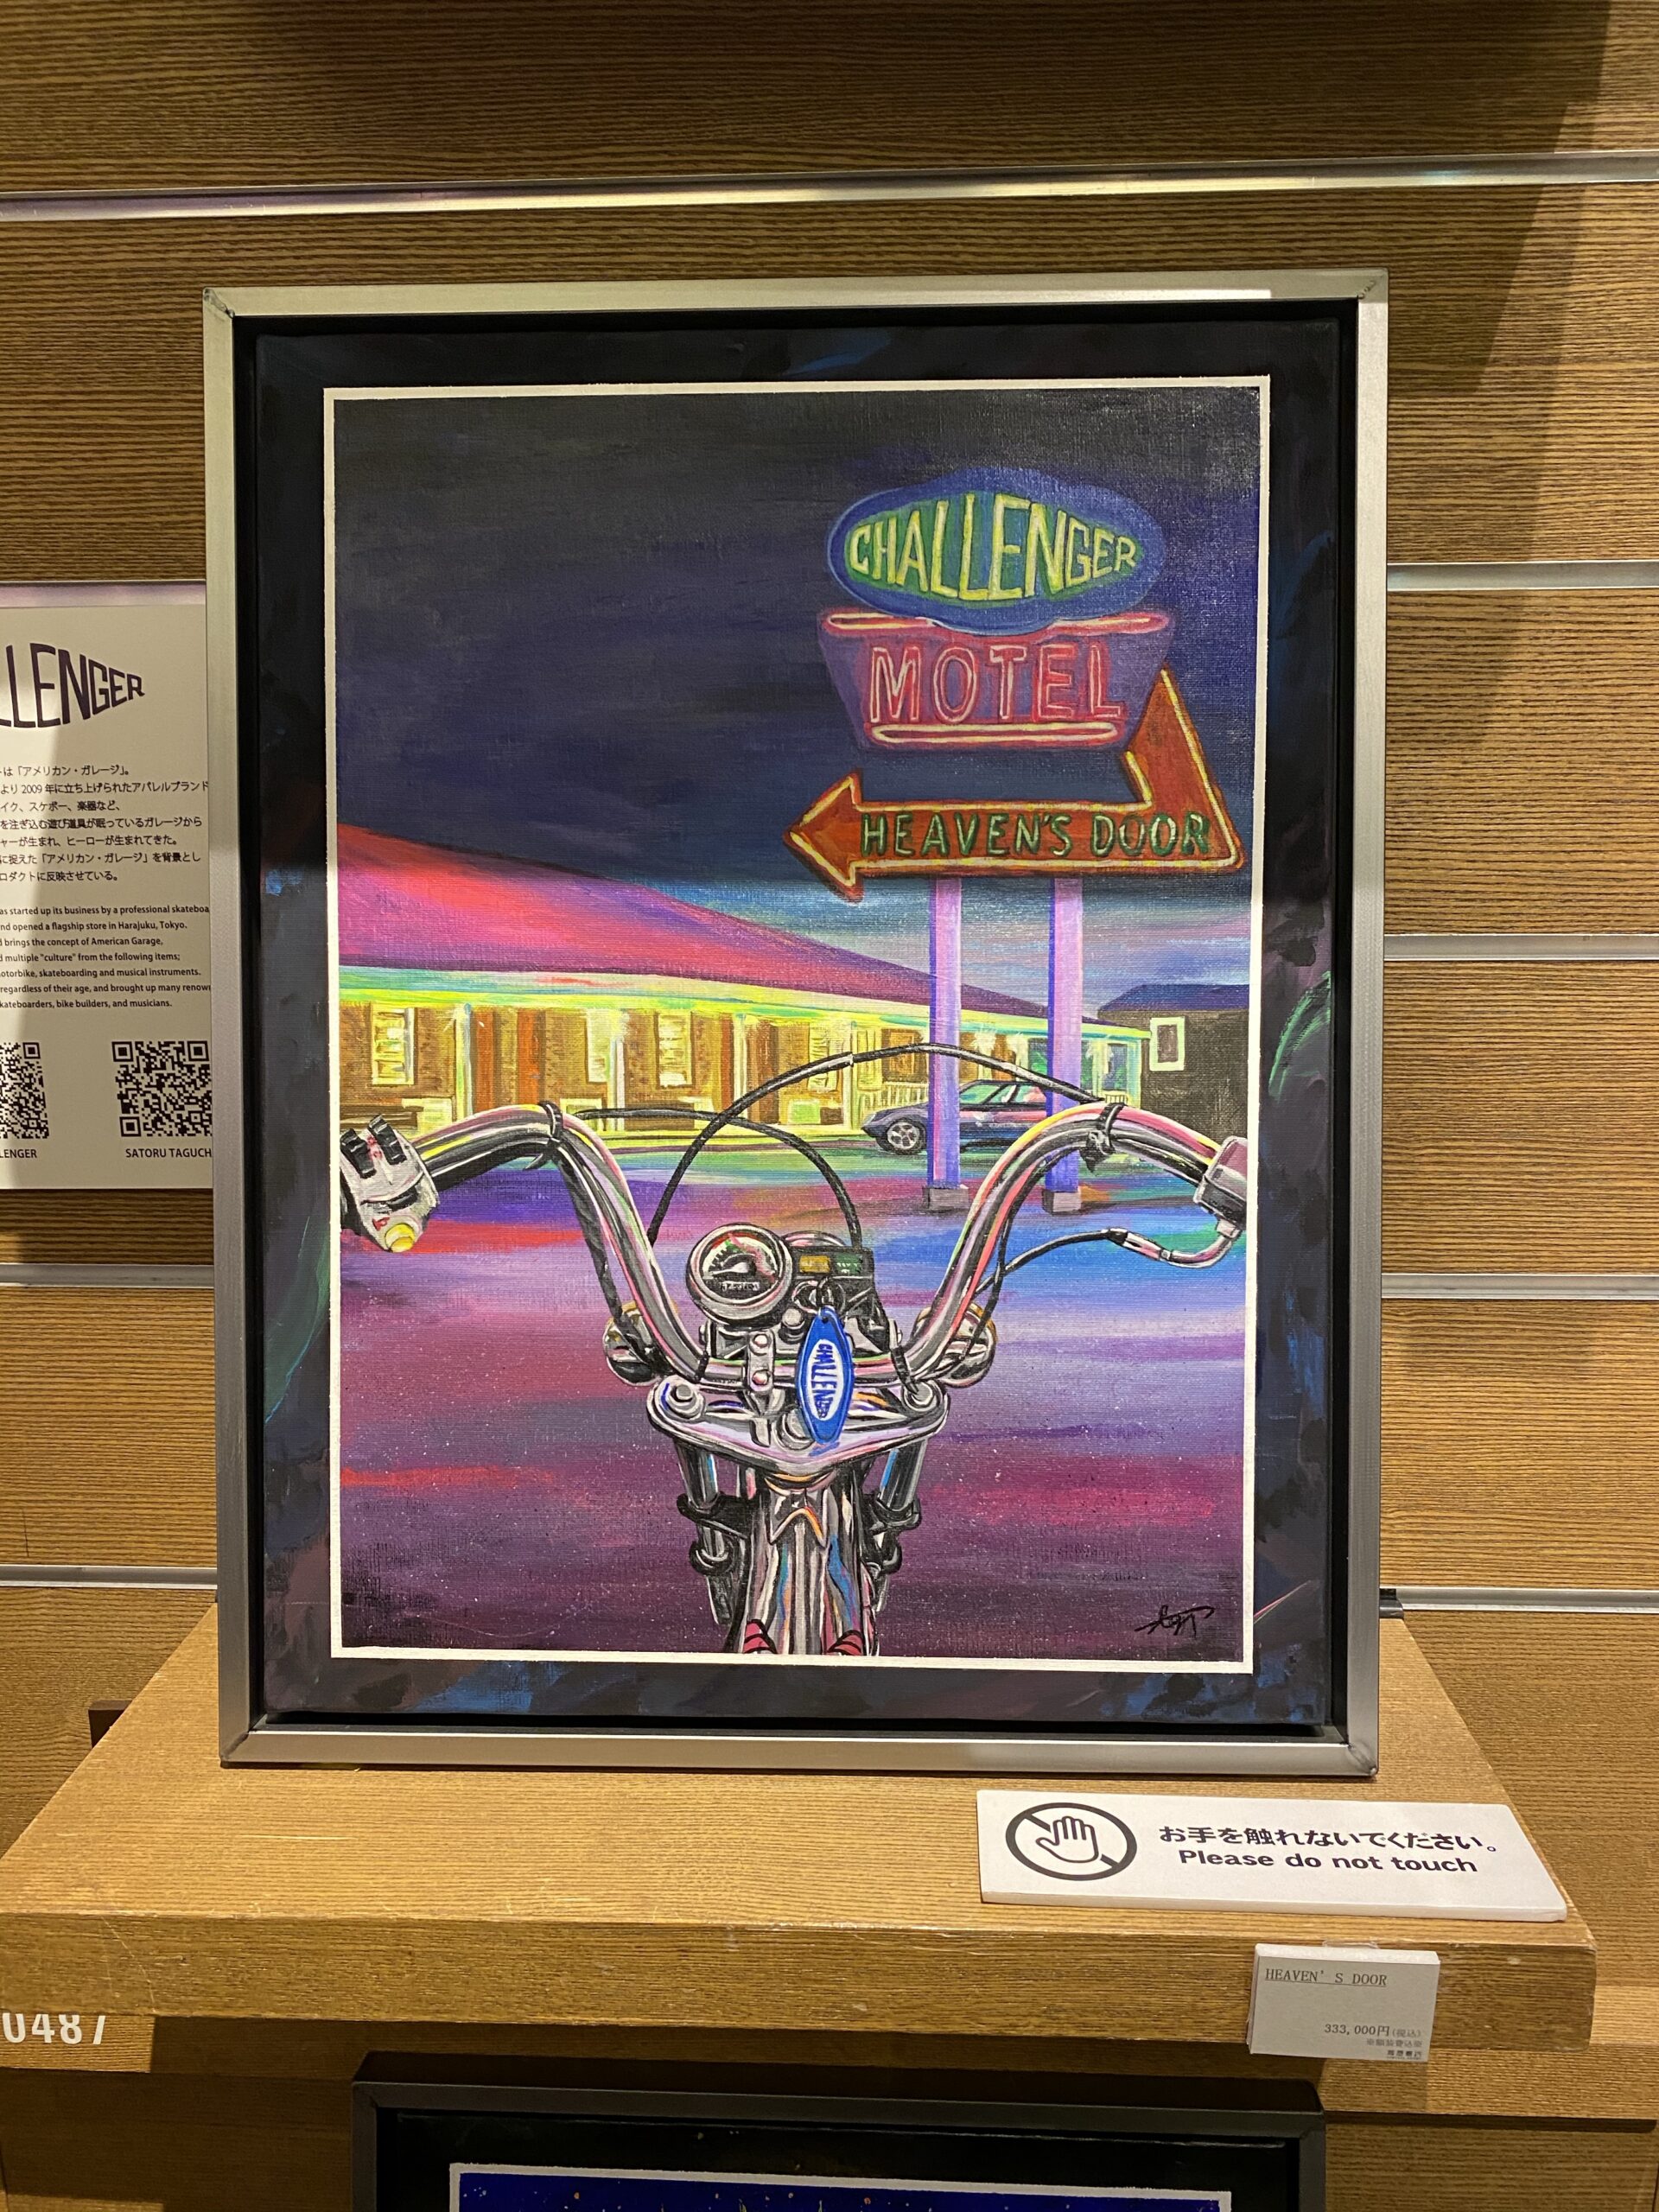 CHALLENGER
MOTEL
HEAVEN'S DOOR
CHALLENGER
LLENGER
は「アメリカン・ガレージ」。
より 2009 年に立ち上げられたアパレルブランド
イク、スケボー、楽器など、
を注ぎ込む遊び道具が眠っているガレージから
ャーが生まれ、ヒーローが生まれてきた。
に捉えた「アメリカン・ガレージ」を背景とし
ロダクトに反映させている。
as started up its business by a professional skateboa
nd opened a flagship store in Harajuku, Tokyo.
d brings the concept of American Garage,
d multiple "culture" from the following items;
otorbike, skateboarding and musical instruments.
regardless of their age, and brought up many renow
kateboarders, bike builders, and musicians.
LENGER
SATORU TAGUCH
お手を触れないでください。
Please do not touch
HEAVEN'S DOOR
333,000円(税込)
0487